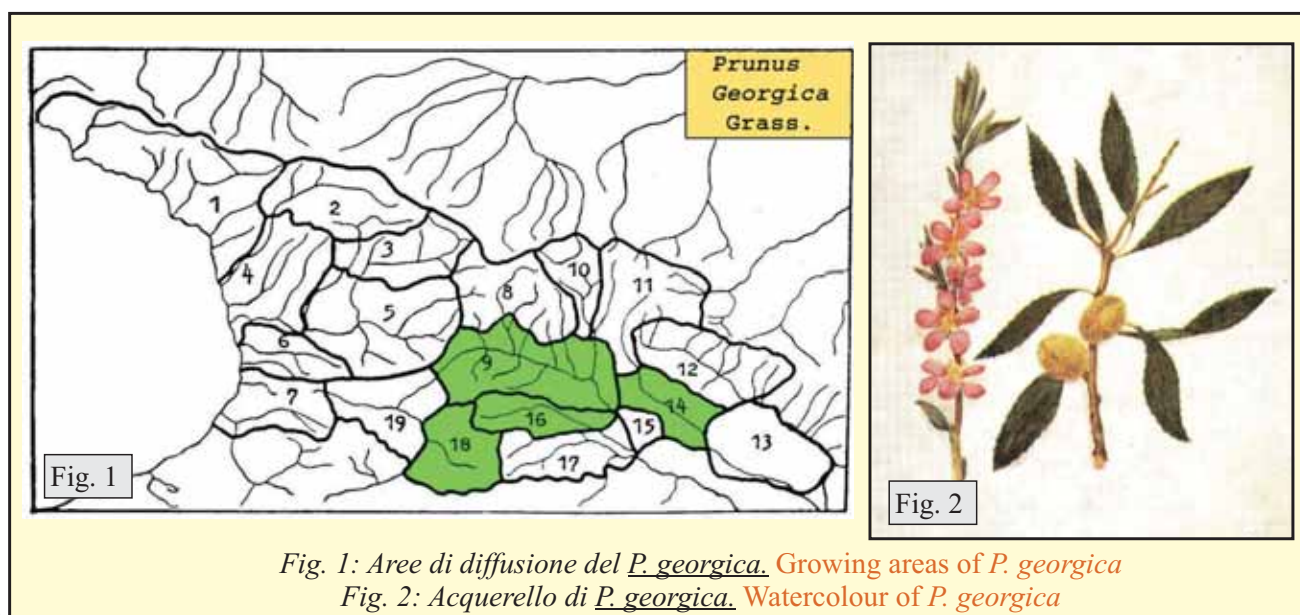 Prunus
Georgica
Grass.
1
2
3
4
5
6
7
8
9
10
11
12
13
14
15
16
17
18
19
Fig. 1
Fig. 2
Fig. 1: Aree di diffusione del P. georgica. Growing areas of P. georgica
Fig. 2: Acquerello di P. georgica. Watercolour of P. georgica